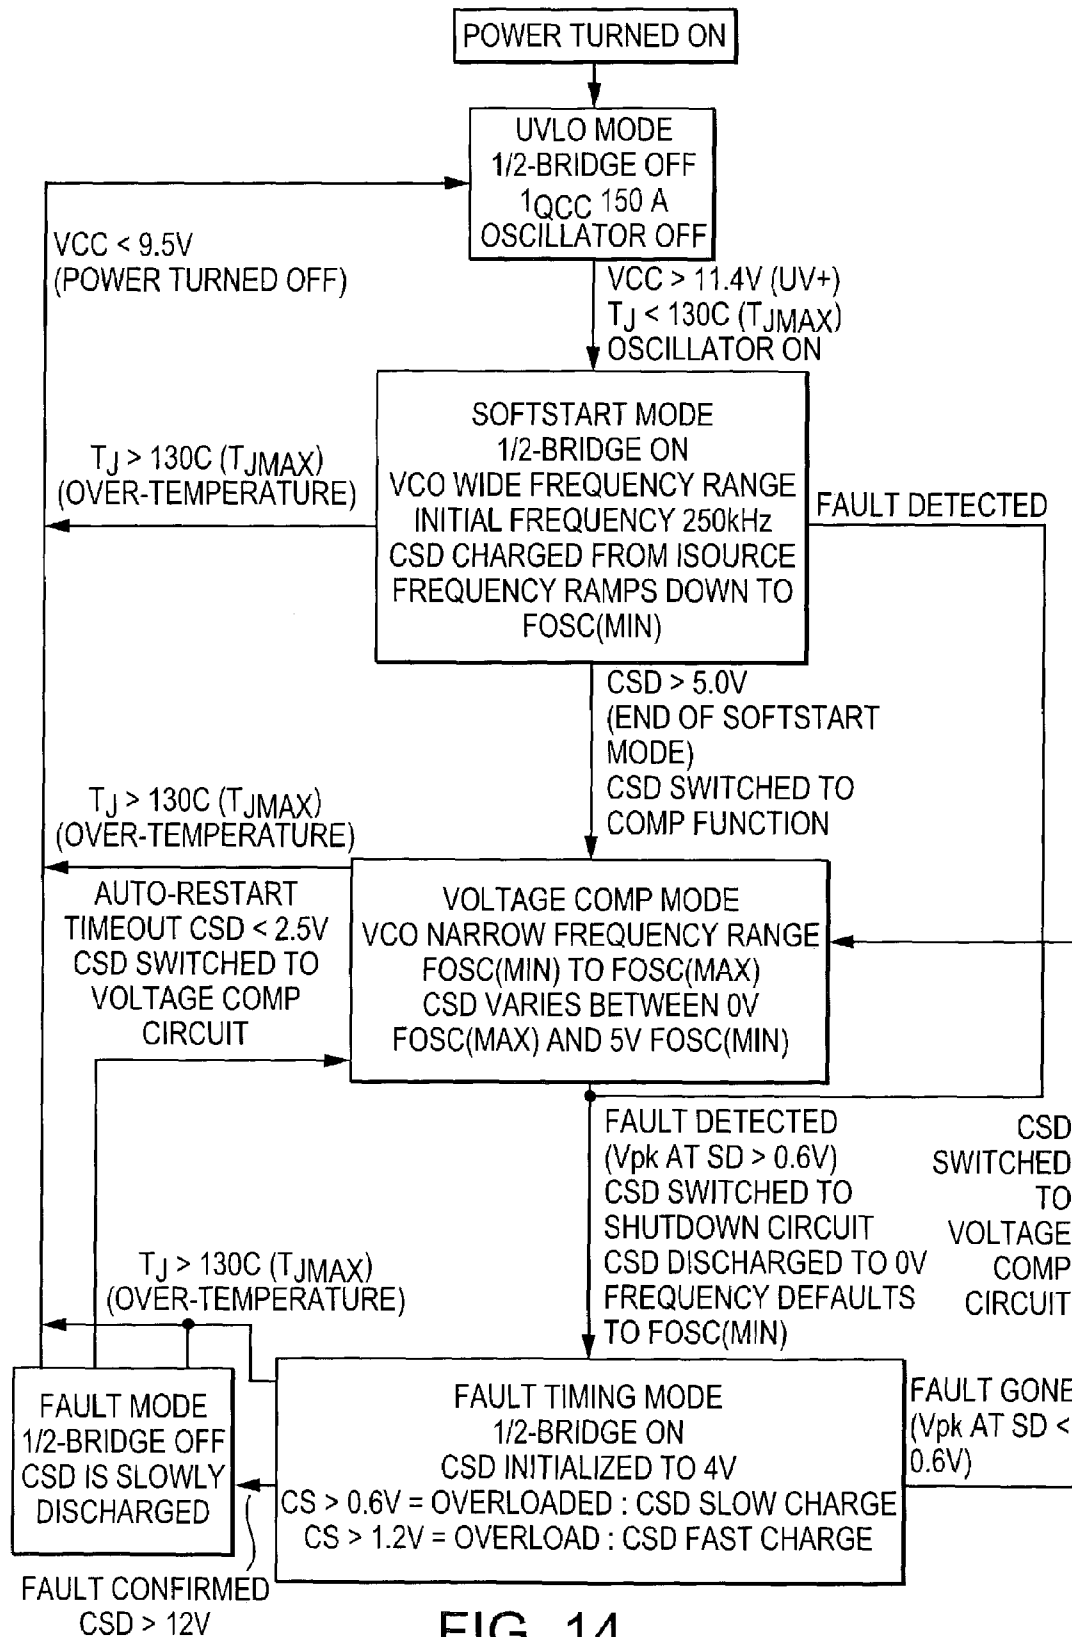 POWER TURNED ON
UVLO MODE
1/2-BRIDGE OFF
1QCC 150 A
OSCILLATOR OFF
VCC < 9.5V
(POWER TURNED OFF)
VCC > 11.4V (UV+)
TJ < 130C (TJMAX)
OSCILLATOR ON
SOFTSTART MODE
1/2-BRIDGE ON
VCO WIDE FREQUENCY RANGE
INITIAL FREQUENCY 250kHz
CSD CHARGED FROM ISOURCE
FREQUENCY RAMPS DOWN TO
FOSC(MIN)
TJ > 130C (TJMAX)
(OVER-TEMPERATURE)
FAULT DETECTED
CSD > 5.0V
(END OF SOFTSTART
MODE)
CSD SWITCHED TO
COMP FUNCTION
TJ > 130C (TJMAX)
(OVER-TEMPERATURE)
AUTO-RESTART
TIMEOUT CSD < 2.5V
CSD SWITCHED TO
VOLTAGE COMP
CIRCUIT
VOLTAGE COMP MODE
VCO NARROW FREQUENCY RANGE
FOSC(MIN) TO FOSC(MAX)
CSD VARIES BETWEEN 0V
FOSC(MAX) AND 5V FOSC(MIN)
FAULT DETECTED
(Vpk AT SD > 0.6V)
CSD SWITCHED TO
SHUTDOWN CIRCUIT
CSD DISCHARGED TO 0V
FREQUENCY DEFAULTS
TO FOSC(MIN)
CSD
SWITCHED
TO
VOLTAGE
COMP
CIRCUIT
TJ > 130C (TJMAX)
(OVER-TEMPERATURE)
FAULT MODE
1/2-BRIDGE OFF
CSD IS SLOWLY
DISCHARGED
FAULT TIMING MODE
1/2-BRIDGE ON
CSD INITIALIZED TO 4V
CS > 0.6V = OVERLOADED : CSD SLOW CHARGE
CS > 1.2V = OVERLOAD : CSD FAST CHARGE
FAULT GONE
(Vpk AT SD <
0.6V)
FAULT CONFIRMED
CSD > 12V
FIG. 14